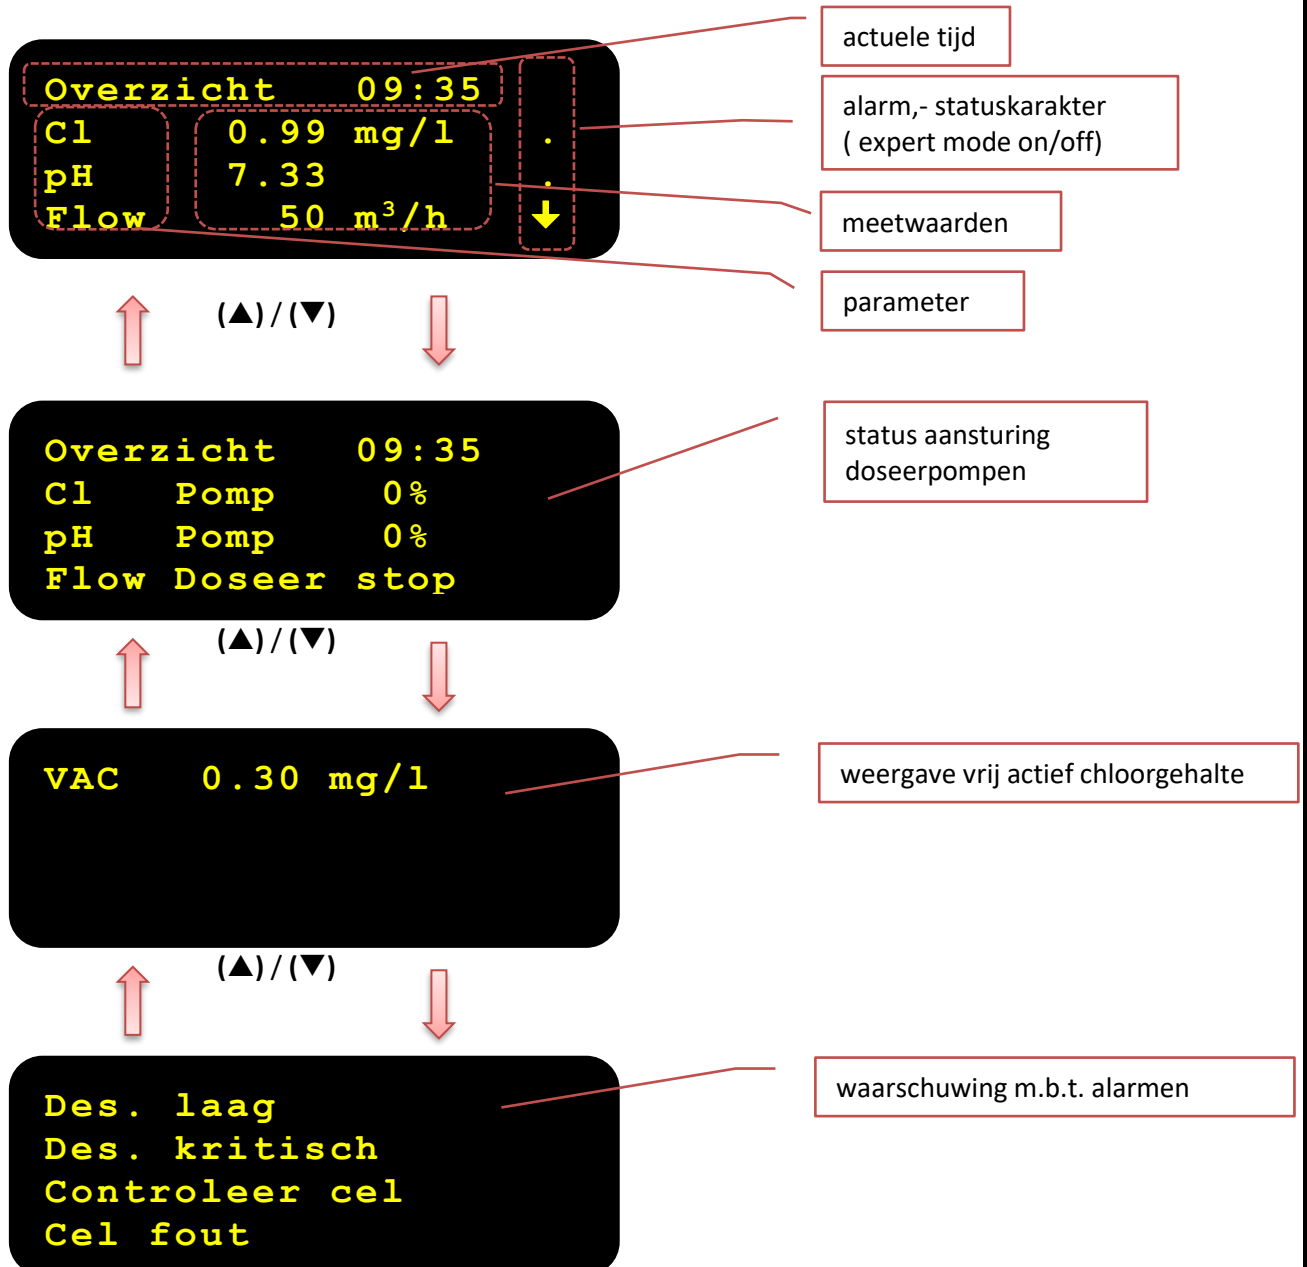 Overzicht 09:35
Cl 0.99 mg/l .
pH 7.33 .
Flow 50 m³/h ↓
actuele tijd
alarm,- statuskarakter
( expert mode on/off)
meetwaarden
parameter
(▲) / (▼)
Overzicht 09:35
Cl Pomp 0%
pH Pomp 0%
Flow Doseer stop
status aansturing
doseerpompen
(▲) / (▼)
VAC 0.30 mg/l
weergave vrij actief chloorgehalte
(▲) / (▼)
Des. laag
Des. kritisch
Controleer cel
Cel fout
waarschuwing m.b.t. alarmen